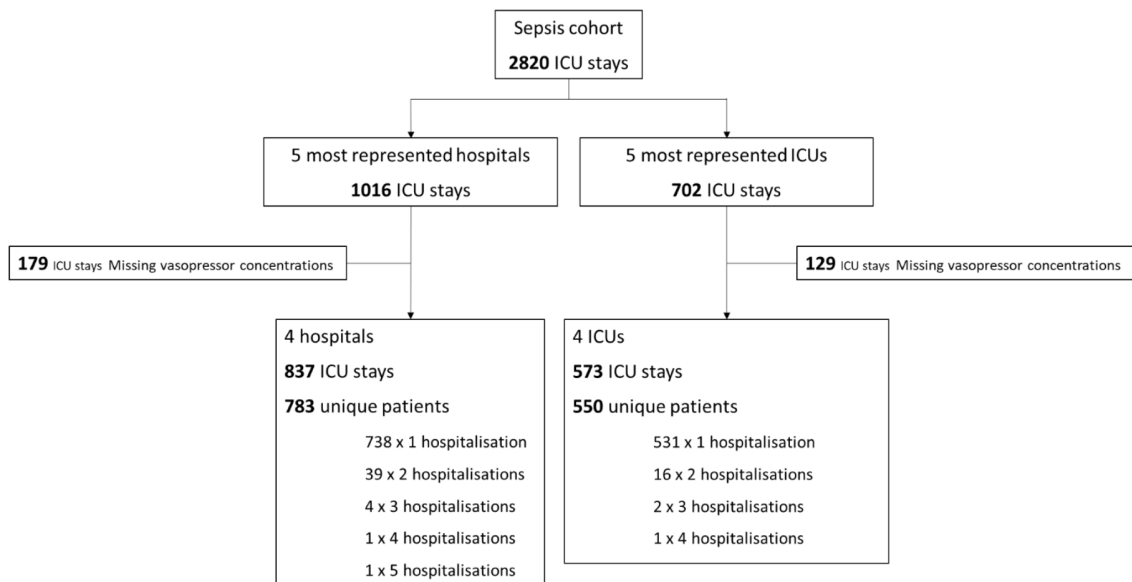 Sepsis cohort
2820 ICU stays
5 most represented hospitals
1016 ICU stays
5 most represented ICUs
702 ICU stays
179 ICU stays Missing vasopressor concentrations
129 ICU stays Missing vasopressor concentrations
4 hospitals
837 ICU stays
783 unique patients
738 x 1 hospitalisation
39 x 2 hospitalisations
4 x 3 hospitalisations
1 x 4 hospitalisations
1 x 5 hospitalisations
4 ICUs
573 ICU stays
550 unique patients
531 x 1 hospitalisation
16 x 2 hospitalisations
2 x 3 hospitalisations
1 x 4 hospitalisations